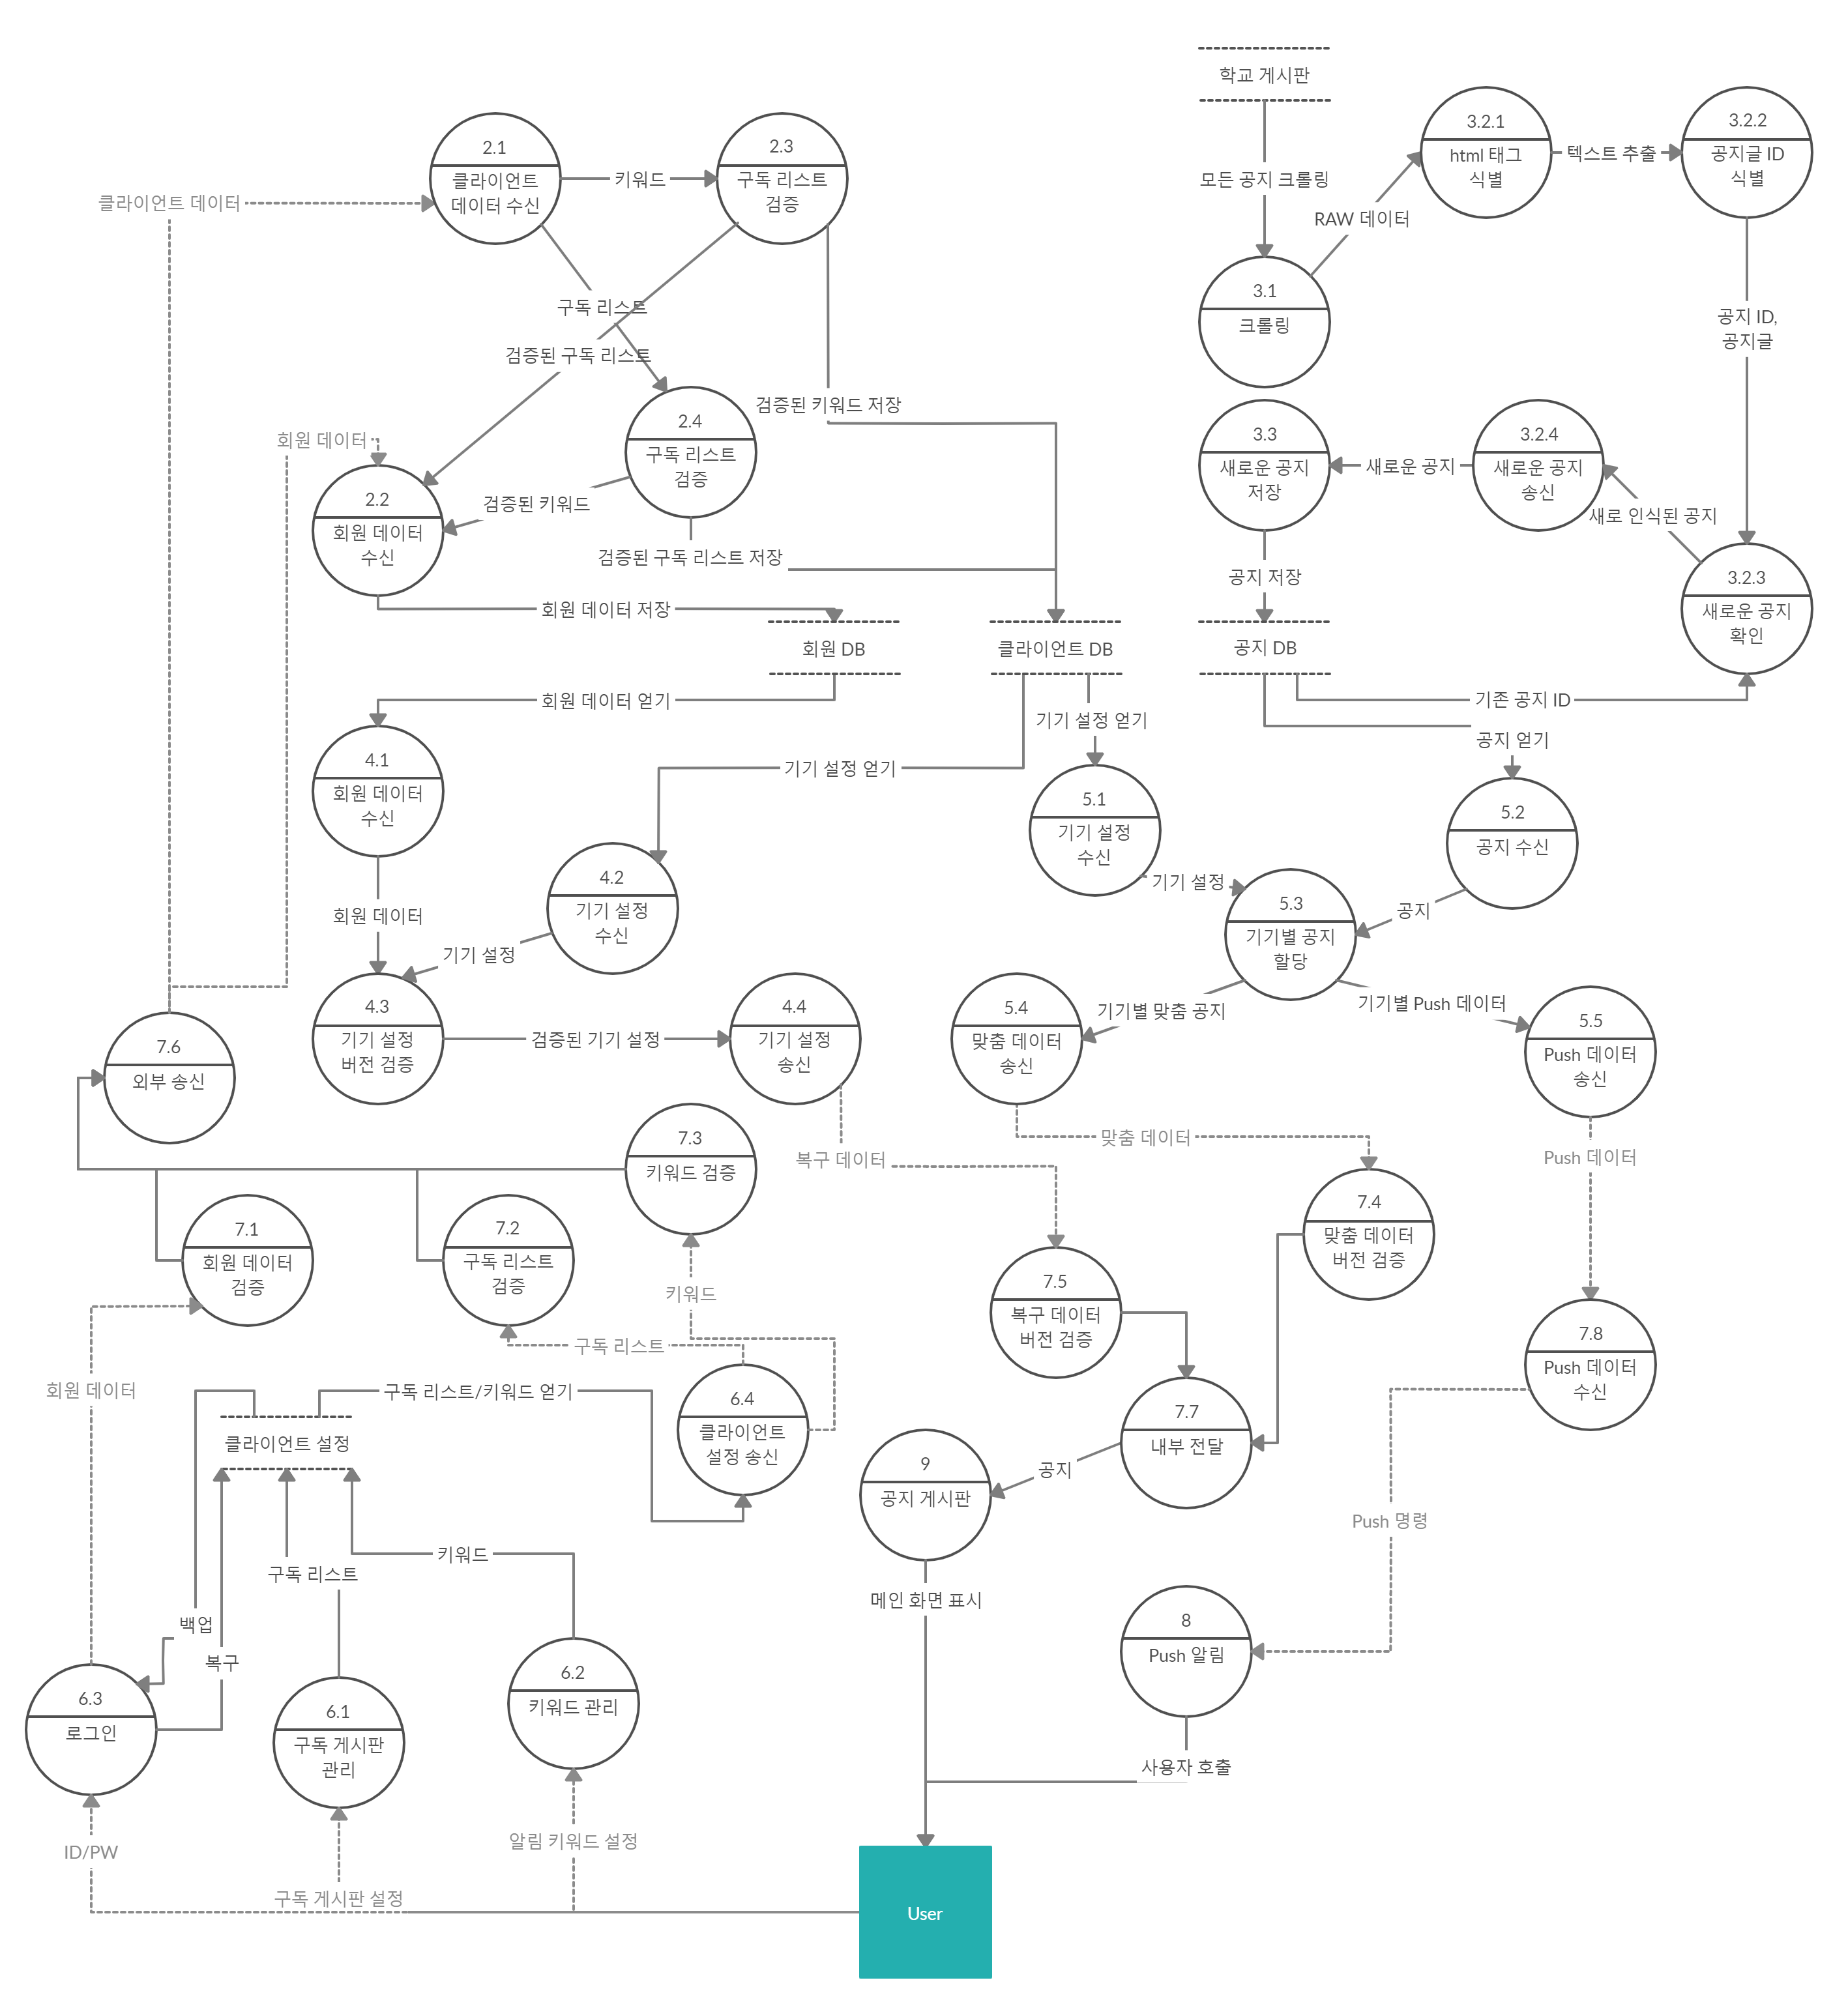 학교 게시판
모든 공지 크롤링
3.1
크롤링
RAW 데이터
3.2.1
html 태그
식별
텍스트 추출
3.2.2
공지글 ID
식별
공지 ID,
공지글
3.2.3
새로운 공지
확인
새로 인식된 공지
3.2.4
새로운 공지
송신
새로운 공지
3.3
새로운 공지
저장
공지 저장
공지 DB
기존 공지 ID
공지 얻기
2.1
클라이언트
데이터 수신
키워드
2.3
구독 리스트
검증
클라이언트 데이터
구독 리스트
검증된 구독 리스트
검증된 키워드 저장
2.4
구독 리스트
검증
회원 데이터
2.2
회원 데이터
수신
검증된 키워드
검증된 구독 리스트 저장
회원 데이터 저장
회원 DB
클라이언트 DB
회원 데이터 얻기
기기 설정 얻기
기기 설정 얻기
4.1
회원 데이터
수신
회원 데이터
4.2
기기 설정
수신
기기 설정
4.3
기기 설정
버전 검증
검증된 기기 설정
4.4
기기 설정
송신
5.1
기기 설정
수신
기기 설정
5.2
공지 수신
공지
5.3
기기별 공지
할당
기기별 맞춤 공지
기기별 Push 데이터
5.4
맞춤 데이터
송신
5.5
Push 데이터
송신
7.6
외부 송신
7.3
키워드 검증
복구 데이터
맞춤 데이터
Push 데이터
7.1
회원 데이터
검증
7.2
구독 리스트
검증
7.4
맞춤 데이터
버전 검증
7.5
복구 데이터
버전 검증
키워드
구독 리스트
7.8
Push 데이터
수신
회원 데이터
구독 리스트/키워드 얻기
6.4
클라이언트
설정 송신
클라이언트 설정
7.7
내부 전달
공지
9
공지 게시판
Push 명령
키워드
구독 리스트
백업
복구
메인 화면 표시
8
Push 알림
6.3
로그인
6.1
구독 게시판
관리
6.2
키워드 관리
사용자 호출
ID/PW
알림 키워드 설정
구독 게시판 설정
User